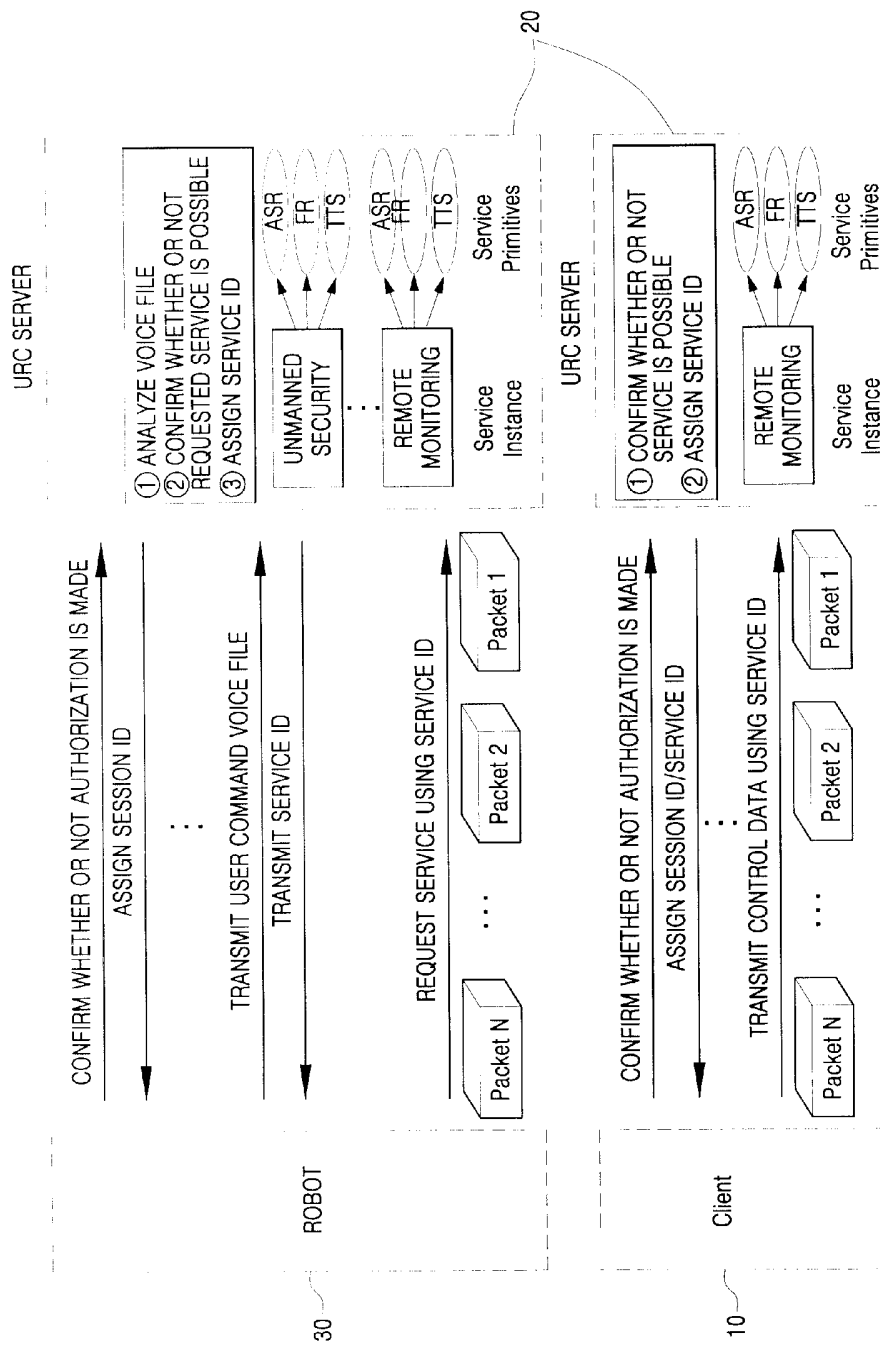 URC SERVER
CONFIRM WHETHER OR NOT AUTHORIZATION IS MADE
ASSIGN SESSION ID
...
TRANSMIT USER COMMAND VOICE FILE
TRANSMIT SERVICE ID
REQUEST SERVICE USING SERVICE ID
Packet N
...
Packet 2
Packet 1
ROBOT
30
① ANALYZE VOICE FILE
② CONFIRM WHETHER OR NOT
REQUESTED SERVICE IS POSSIBLE
③ ASSIGN SERVICE ID
UNMANNED
SECURITY
ASR
FR
TTS
...
REMOTE
MONITORING
ASR
FR
TTS
Service
Instance
Service
Primitives
20
URC SERVER
CONFIRM WHETHER OR NOT AUTHORIZATION IS MADE
ASSIGN SESSION ID/SERVICE ID
...
TRANSMIT CONTROL DATA USING SERVICE ID
Packet N
...
Packet 2
Packet 1
Client
10
① CONFIRM WHETHER OR NOT
SERVICE IS POSSIBLE
② ASSIGN SERVICE ID
REMOTE
MONITORING
ASR
FR
TTS
Service
Instance
Service
Primitives